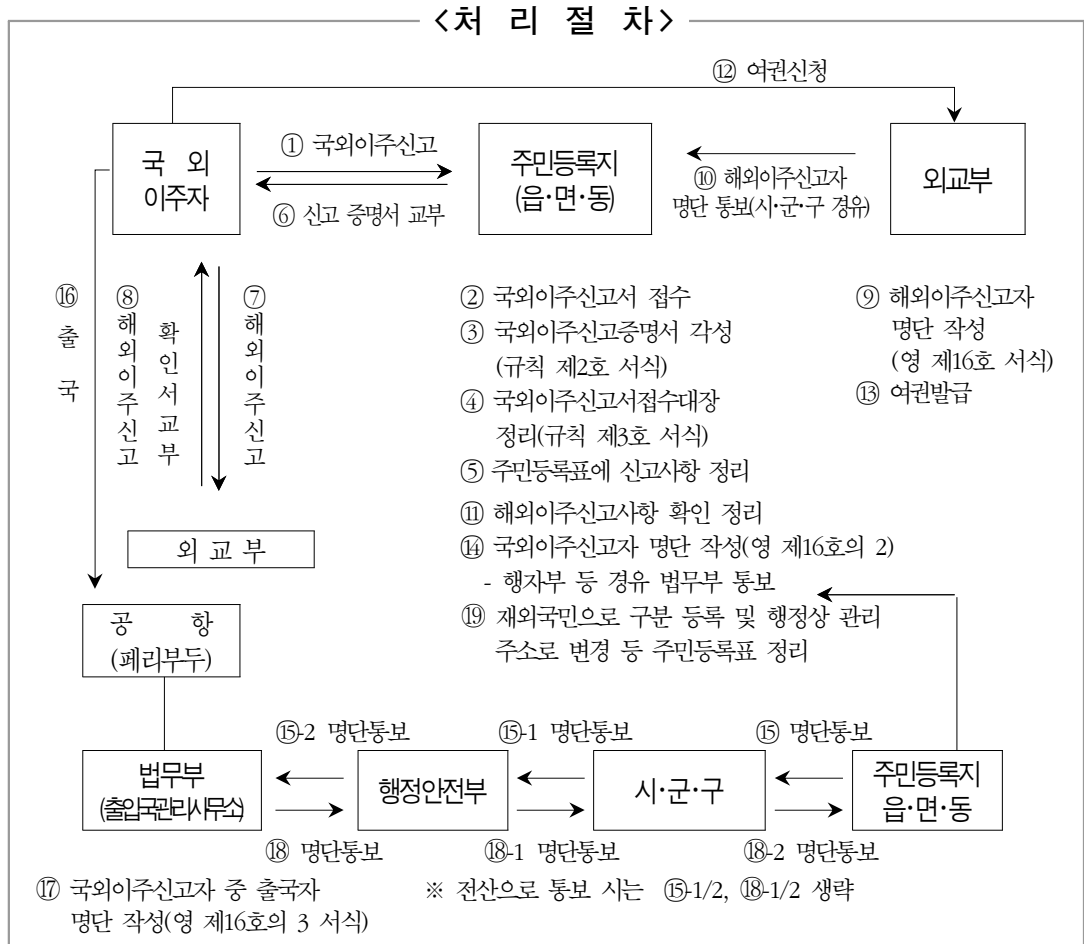 <처 리 절 차>
⑫ 여권신청
국 외
이주자
① 국외이주신고
⑥ 신고 증명서 교부
주민등록지
(읍·면·동)
⑩ 해외이주신고자
명단 통보(시·군·구 경유)
외교부
⑯ 출 국
⑧ 해외이주신고
확인서교부
⑦ 해외이주신고
② 국외이주신고서 접수
③ 국외이주신고증명서 각성
(규칙 제2호 서식)
④ 국외이주신고서접수대장
정리(규칙 제3호 서식)
⑤ 주민등록표에 신고사항 정리
⑪ 해외이주신고사항 확인 정리
⑭ 국외이주신고자 명단 작성(영 제16호의 2)
- 행자부 등 경유 법무부 통보
⑲ 재외국민으로 구분 등록 및 행정상 관리
주소로 변경 등 주민등록표 정리
⑨ 해외이주신고자
명단 작성
(영 제16호 서식)
⑬ 여권발급
외 교 부
공 항
(페리부두)
⑮-2 명단통보
⑮-1 명단통보
⑮ 명단통보
법무부
(출입국관리사무소)
행정안전부
시·군·구
주민등록지
읍·면·동
⑱ 명단통보
⑱-1 명단통보
⑱-2 명단통보
⑰ 국외이주신고자 중 출국자
명단 작성(영 제16호의 3 서식)
※ 전산으로 통보 시는 ⑮-1/2, ⑱-1/2 생략